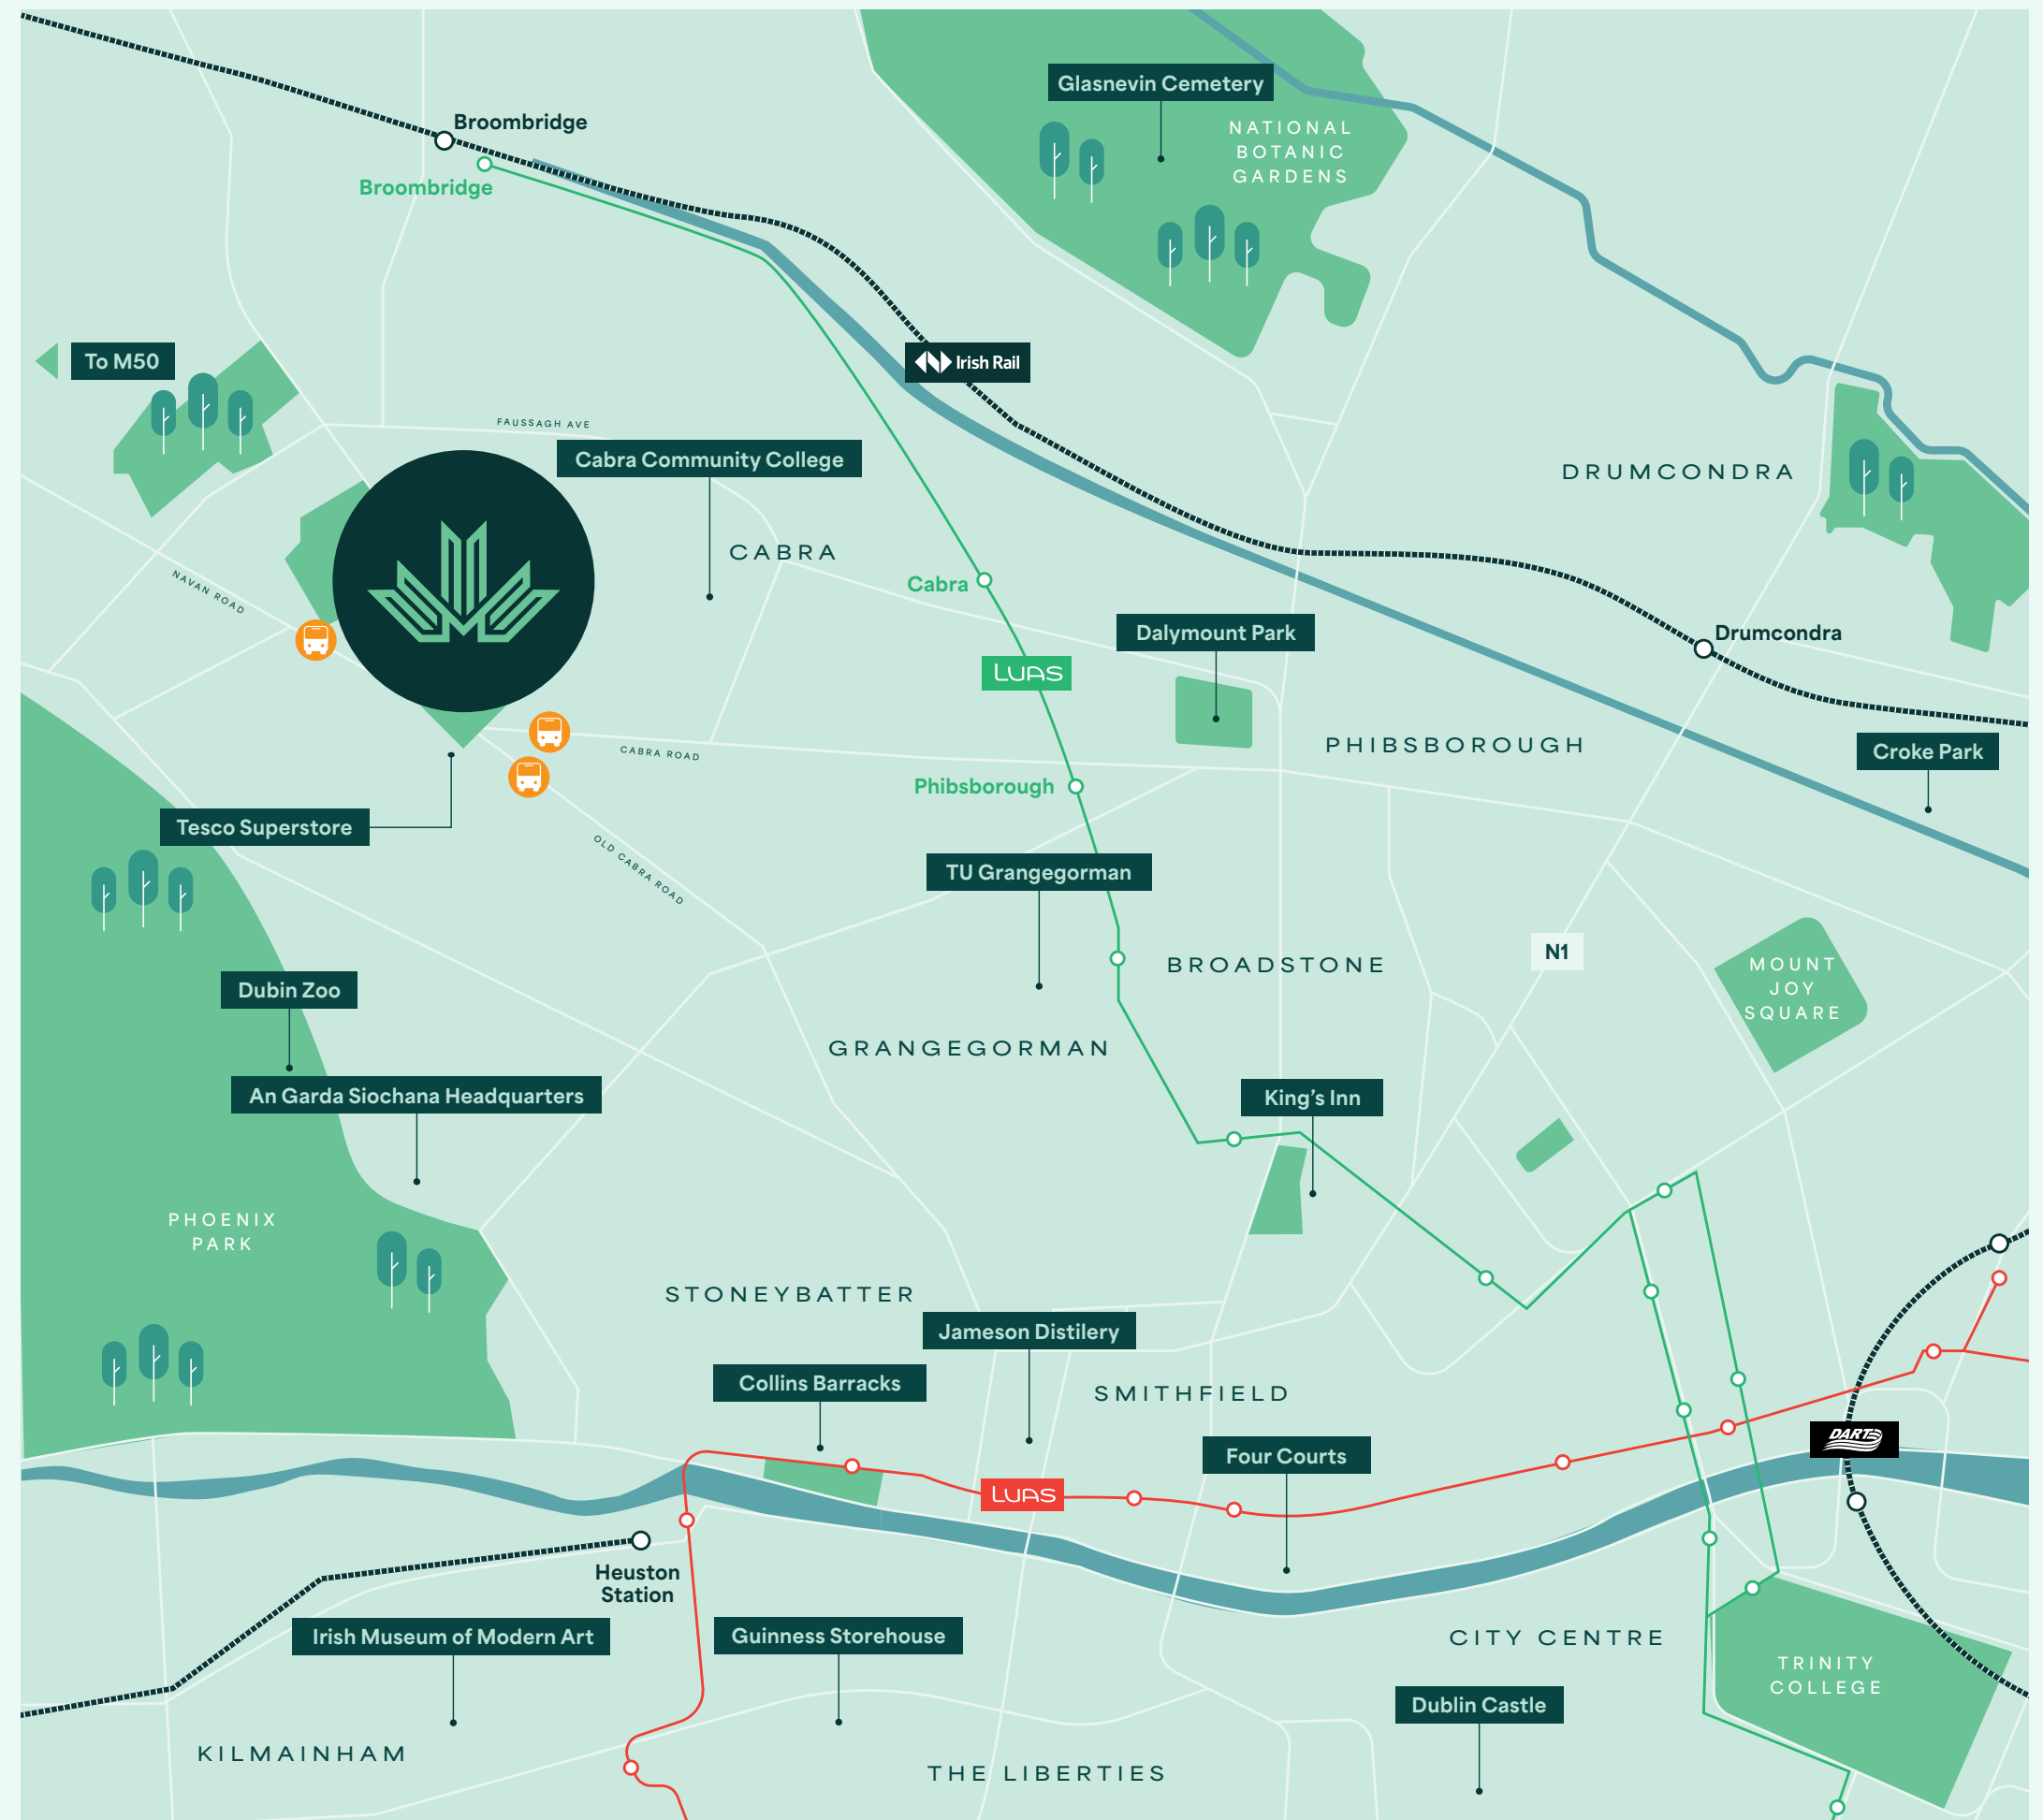 Glasnevin Cemetery
Broombridge
NATIONAL
BOTANIC
GARDENS
Broombridge
To M50
Irish Rail
FAUSSAGH AVE
Cabra Community College
DRUMCONDRA
CABRA
Cabra
NAVAN ROAD
Dalymount Park
Drumcondra
LUAS
PHIBSBOROUGH
Croke Park
CABRA ROAD
Phibsborough
Tesco Superstore
OLD CABRA ROAD
TU Grangegorman
N1
BROADSTONE
MOUNT
JOY
SQUARE
Dubin Zoo
GRANGEGORMAN
An Garda Siochana Headquarters
King's Inn
PHOENIX
PARK
STONEYBATTER
Jameson Distilery
Collins Barracks
SMITHFIELD
DART
Four Courts
LUAS
Heuston
Station
Irish Museum of Modern Art
Guinness Storehouse
CITY CENTRE
TRINITY
COLLEGE
Dublin Castle
KILMAINHAM
THE LIBERTIES